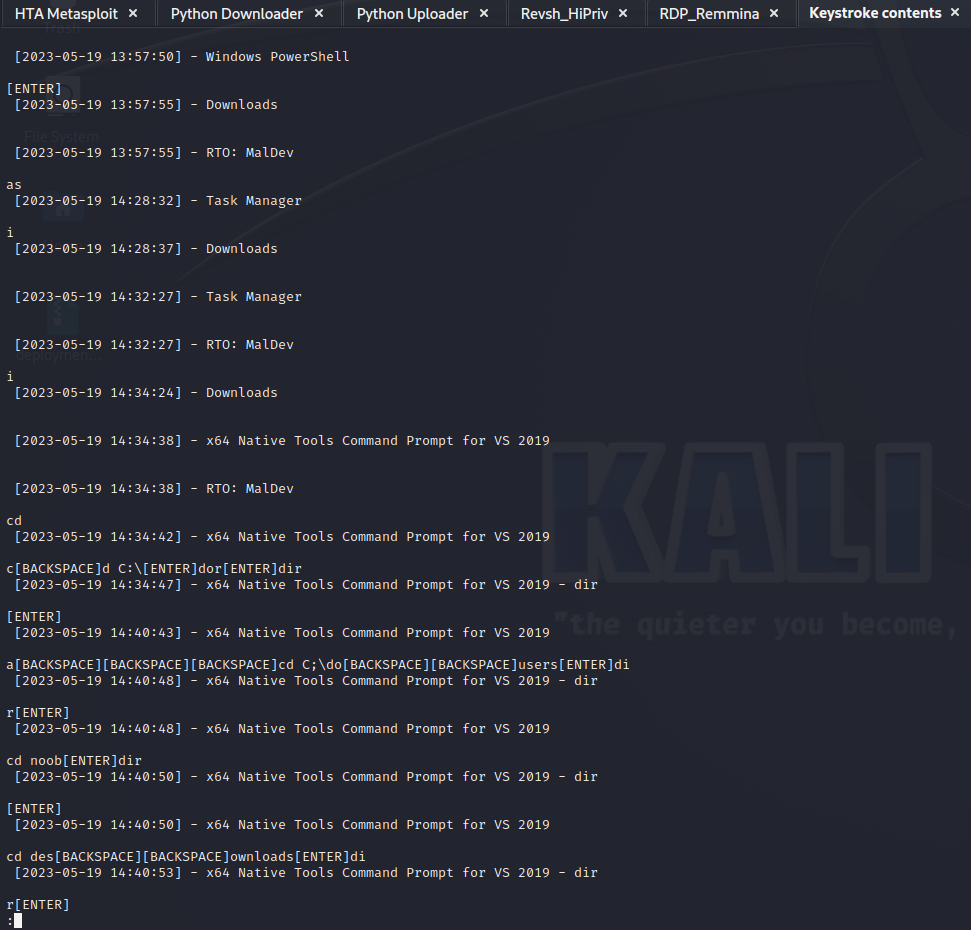 HTA Metasploit × Python Downloader × Python Uploader × Revsh_HiPriv × RDP_Remmina × Keystroke contents ×
Trash
[2023-05-19 13:57:50] - Windows PowerShell
[ENTER]
[2023-05-19 13:57:55] - Downloads
File System
[2023-05-19 13:57:55] - RTO: MalDev
as
[2023-05-19 14:28:32] - Task Manager
i
[2023-05-19 14:28:37] - Downloads
[2023-05-19 14:32:27] - Task Manager
[2023-05-19 14:32:27] - RTO: MalDev
deploymen...
i
[2023-05-19 14:34:24] - Downloads
[2023-05-19 14:34:38] - x64 Native Tools Command Prompt for VS 2019
[2023-05-19 14:34:38] - RTO: MalDev
KALI
cd
[2023-05-19 14:34:42] - x64 Native Tools Command Prompt for VS 2019
c[BACKSPACE]d C:\[ENTER]dor[ENTER]dir
[2023-05-19 14:34:47] - x64 Native Tools Command Prompt for VS 2019 - dir
[ENTER]
"the quieter you become,
[2023-05-19 14:40:43] - x64 Native Tools Command Prompt for VS 2019
a[BACKSPACE][BACKSPACE][BACKSPACE]cd C;\do[BACKSPACE][BACKSPACE]users[ENTER]di
[2023-05-19 14:40:48] - x64 Native Tools Command Prompt for VS 2019 - dir
r[ENTER]
[2023-05-19 14:40:48] - x64 Native Tools Command Prompt for VS 2019
cd noob[ENTER]dir
[2023-05-19 14:40:50] - x64 Native Tools Command Prompt for VS 2019 - dir
[ENTER]
[2023-05-19 14:40:50] - x64 Native Tools Command Prompt for VS 2019
cd des[BACKSPACE][BACKSPACE]ownloads[ENTER]di
[2023-05-19 14:40:53] - x64 Native Tools Command Prompt for VS 2019 - dir
r[ENTER]
: